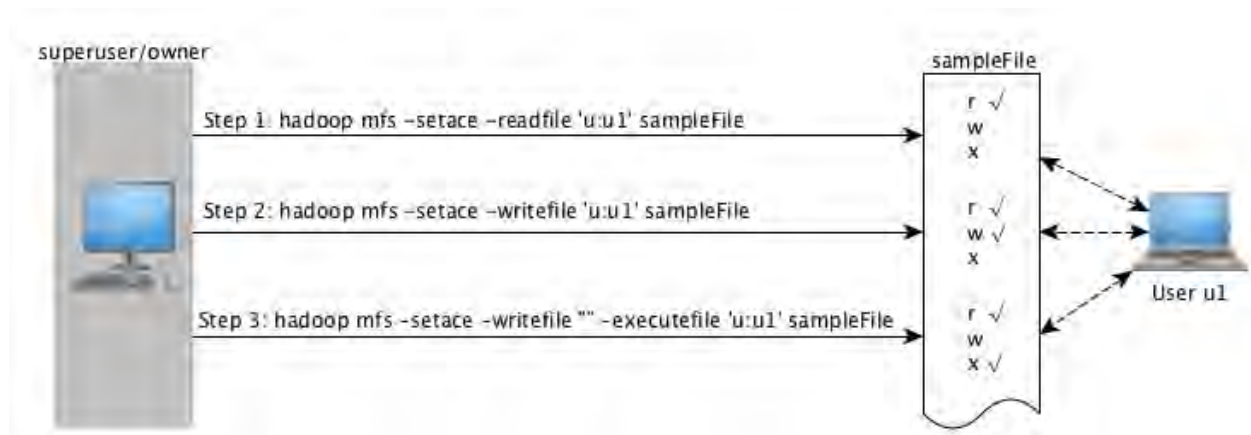 superuser/owner
sampleFile
Step 1: hadoop mfs -setace -readfile 'u:u1' sampleFile
r √
w
x
Step 2: hadoop mfs -setace -writefile 'u:u1' sampleFile
r √
w √
x
User u1
Step 3: hadoop mfs -setace -writefile "" -executefile 'u:u1' sampleFile
r √
w
x √